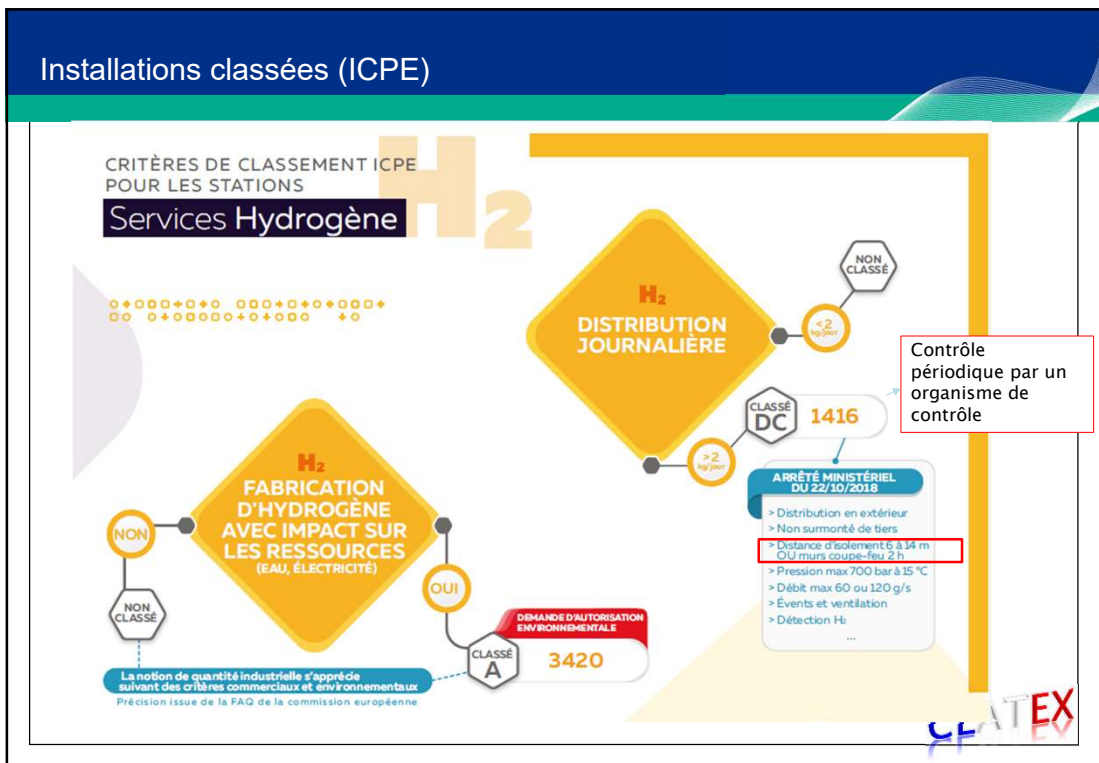 Installations classées (ICPE)
CRITÈRES DE CLASSEMENT ICPE
POUR LES STATIONS
H2
Services Hydrogène
H₂
DISTRIBUTION
JOURNALIÈRE
NON
CLASSÉ
<2
kg/jour
Contrôle
périodique par un
organisme de
contrôle
CLASSÉ
DC
1416
>2
kg/jour
ARRÊTÉ MINISTÉRIEL
DU 22/10/2018
> Distribution en extérieur
> Non surmonté de tiers
> Distance d'isolement 6 à 14 m
OU murs coupe-feu 2 h
> Pression max 700 bar à 15 °C
> Débit max 60 ou 120 g/s
> Évents et ventilation
> Détection H₂
...
H₂
FABRICATION
D'HYDROGÈNE
AVEC IMPACT SUR
LES RESSOURCES
(EAU, ÉLECTRICITÉ)
NON
NON
CLASSÉ
OUI
CLASSÉ
A
DEMANDE D'AUTORISATION
ENVIRONNEMENTALE
3420
La notion de quantité industrielle s'apprécie
suivant des critères commerciaux et environnementaux
Précision issue de la FAQ de la commission européenne
CLATEX